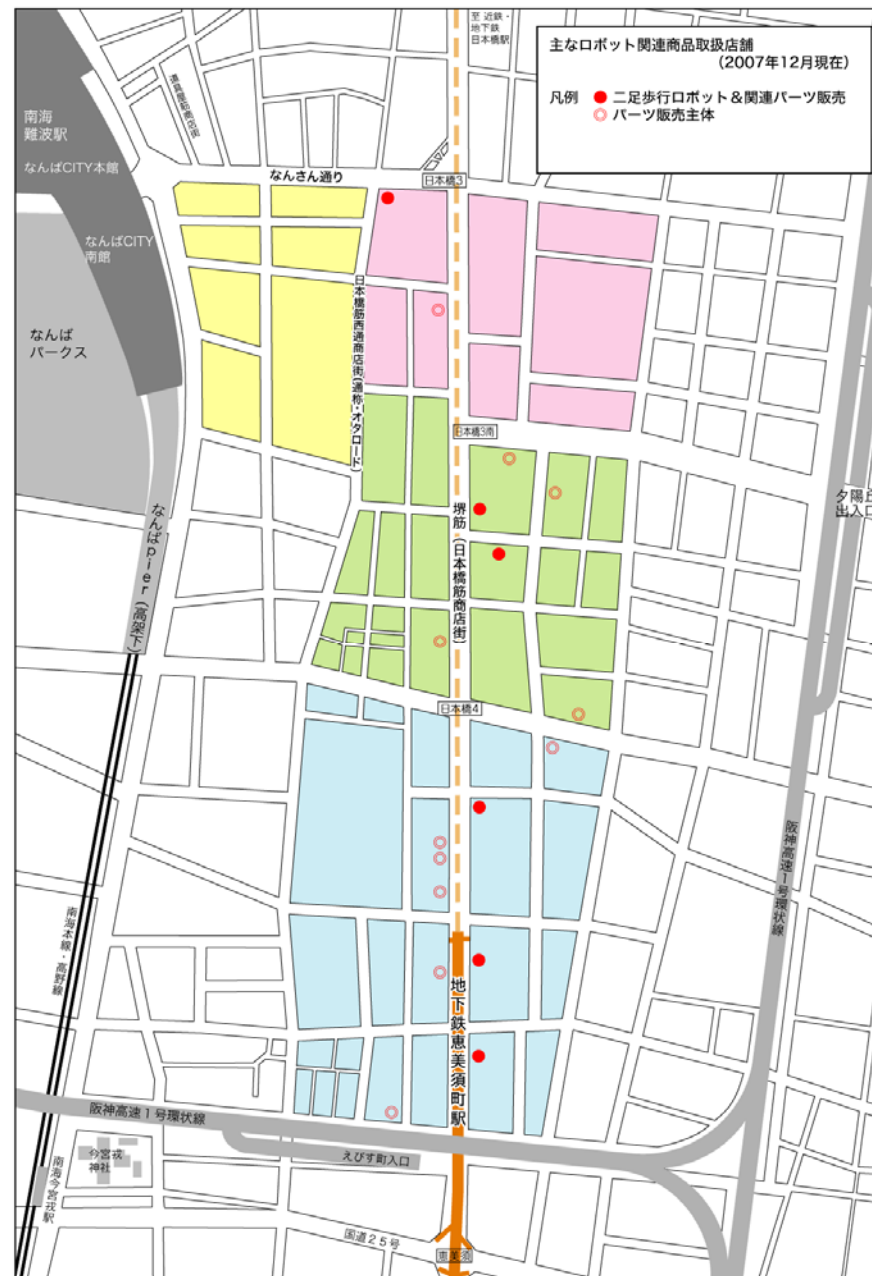 至 近鉄・
地下鉄
日本橋駅
主なロボット関連商品取扱店舗
(2007年12月現在)
凡例
二足歩行ロボット＆関連パーツ販売
パーツ販売主体
道具屋筋商店街
南海
難波駅
なんばCITY本館
なんさん通り
日本橋3
なんばCITY
南館
なんば
パークス
日本橋筋西通商店街(通称・オタロード)
日本橋3南
夕陽丘
出入口
堺筋 (日本橋筋商店街)
なんばpier(高架下)
日本橋4
阪神高速1号環状線
南海本線・高野線
地下鉄恵美須町駅
阪神高速1号環状線
えびす町入口
今宮戎
神社
南海今宮戎駅
国道25号
恵美須